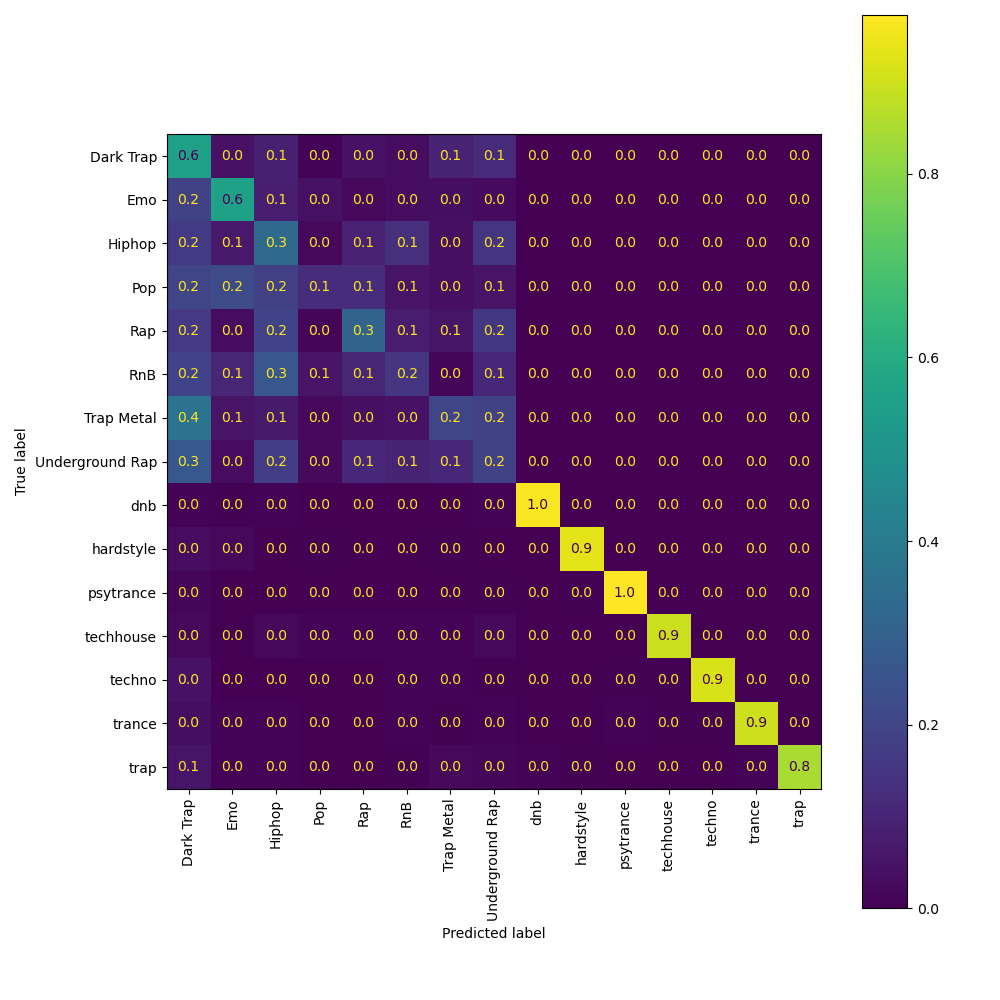 Dark Trap 0.6 0.0 0.1 0.0 0.0 0.0 0.1 0.1 0.0 0.0 0.0 0.0 0.0 0.0 0.0
Emo 0.2 0.6 0.1 0.0 0.0 0.0 0.0 0.0 0.0 0.0 0.0 0.0 0.0 0.0 0.0
0.8
Hiphop 0.2 0.1 0.3 0.0 0.1 0.1 0.0 0.2 0.0 0.0 0.0 0.0 0.0 0.0 0.0
Pop 0.2 0.2 0.2 0.1 0.1 0.1 0.0 0.1 0.0 0.0 0.0 0.0 0.0 0.0 0.0
Rap 0.2 0.0 0.2 0.0 0.3 0.1 0.1 0.2 0.0 0.0 0.0 0.0 0.0 0.0 0.0
0.6
RnB 0.2 0.1 0.3 0.1 0.1 0.2 0.0 0.1 0.0 0.0 0.0 0.0 0.0 0.0 0.0
Trap Metal 0.4 0.1 0.1 0.0 0.0 0.0 0.2 0.2 0.0 0.0 0.0 0.0 0.0 0.0 0.0
True label
Underground Rap 0.3 0.0 0.2 0.0 0.1 0.1 0.1 0.2 0.0 0.0 0.0 0.0 0.0 0.0 0.0
dnb 0.0 0.0 0.0 0.0 0.0 0.0 0.0 0.0 1.0 0.0 0.0 0.0 0.0 0.0 0.0
0.4
hardstyle 0.0 0.0 0.0 0.0 0.0 0.0 0.0 0.0 0.0 0.9 0.0 0.0 0.0 0.0 0.0
psytrance 0.0 0.0 0.0 0.0 0.0 0.0 0.0 0.0 0.0 0.0 1.0 0.0 0.0 0.0 0.0
techhouse 0.0 0.0 0.0 0.0 0.0 0.0 0.0 0.0 0.0 0.0 0.0 0.9 0.0 0.0 0.0
techno 0.0 0.0 0.0 0.0 0.0 0.0 0.0 0.0 0.0 0.0 0.0 0.0 0.9 0.0 0.0
trance 0.0 0.0 0.0 0.0 0.0 0.0 0.0 0.0 0.0 0.0 0.0 0.0 0.0 0.9 0.0
0.2
trap 0.1 0.0 0.0 0.0 0.0 0.0 0.0 0.0 0.0 0.0 0.0 0.0 0.0 0.0 0.8
Dark Trap
Emo
Hiphop
Pop
Rap
RnB
Trap Metal
Underground Rap
dnb
hardstyle
psytrance
techhouse
techno
trance
trap
0.0
Predicted label